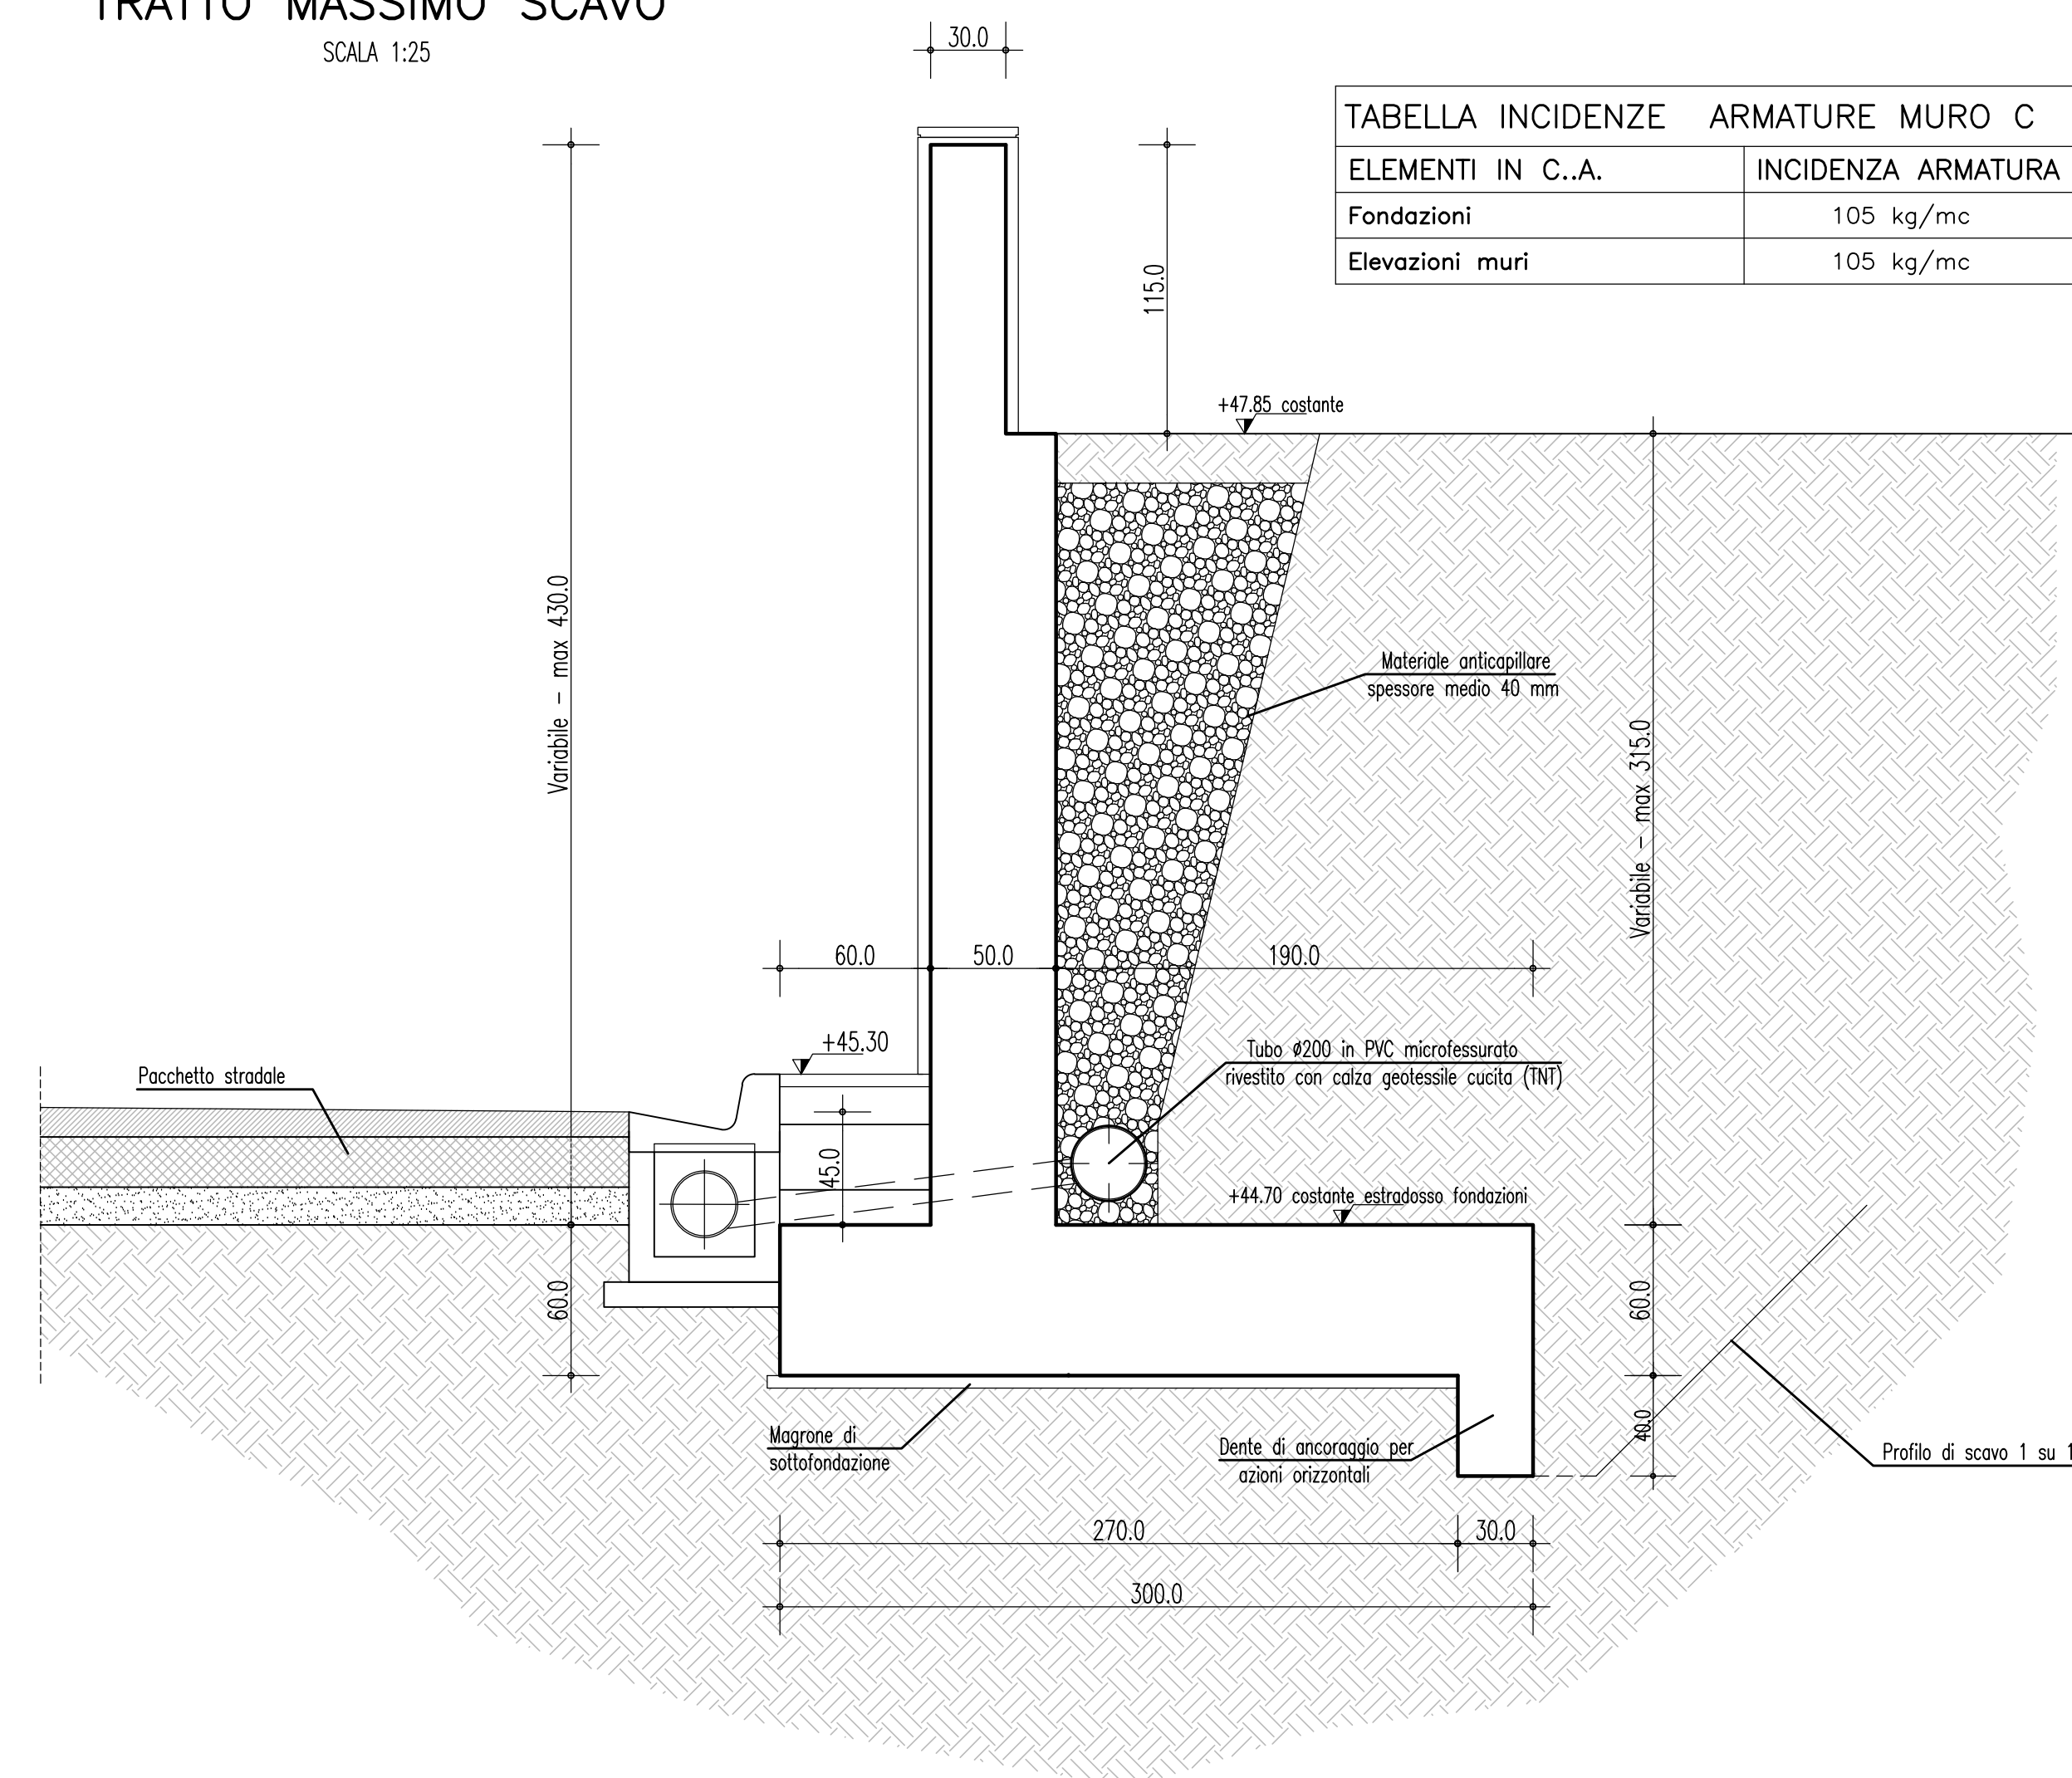 TRATTO MASSIMO SCAVO
SCALA 1:25
30.0
TABELLA INCIDENZE ARMATURE MURO C
ELEMENTI IN C..A. INCIDENZA ARMATURA
Fondazioni 105 kg/mc
Elevazioni muri 105 kg/mc
115.0
+47.85 costante
Variabile - max 430.0
Materiale anticapillare
spessore medio 40 mm
Variabile - max 315.0
60.0 50.0 190.0
+45.30
Pacchetto stradale
Tubo ø200 in PVC microfessurato
rivestito con calza geotessile cucita (TNT)
45.0
+44.70 costante estradosso fondazioni
60.0
60.0
40.0
Magrone di
sottofondazione
Dente di ancoraggio per
azioni orizzontali
Profilo di scavo 1 su 1
270.0 30.0
300.0